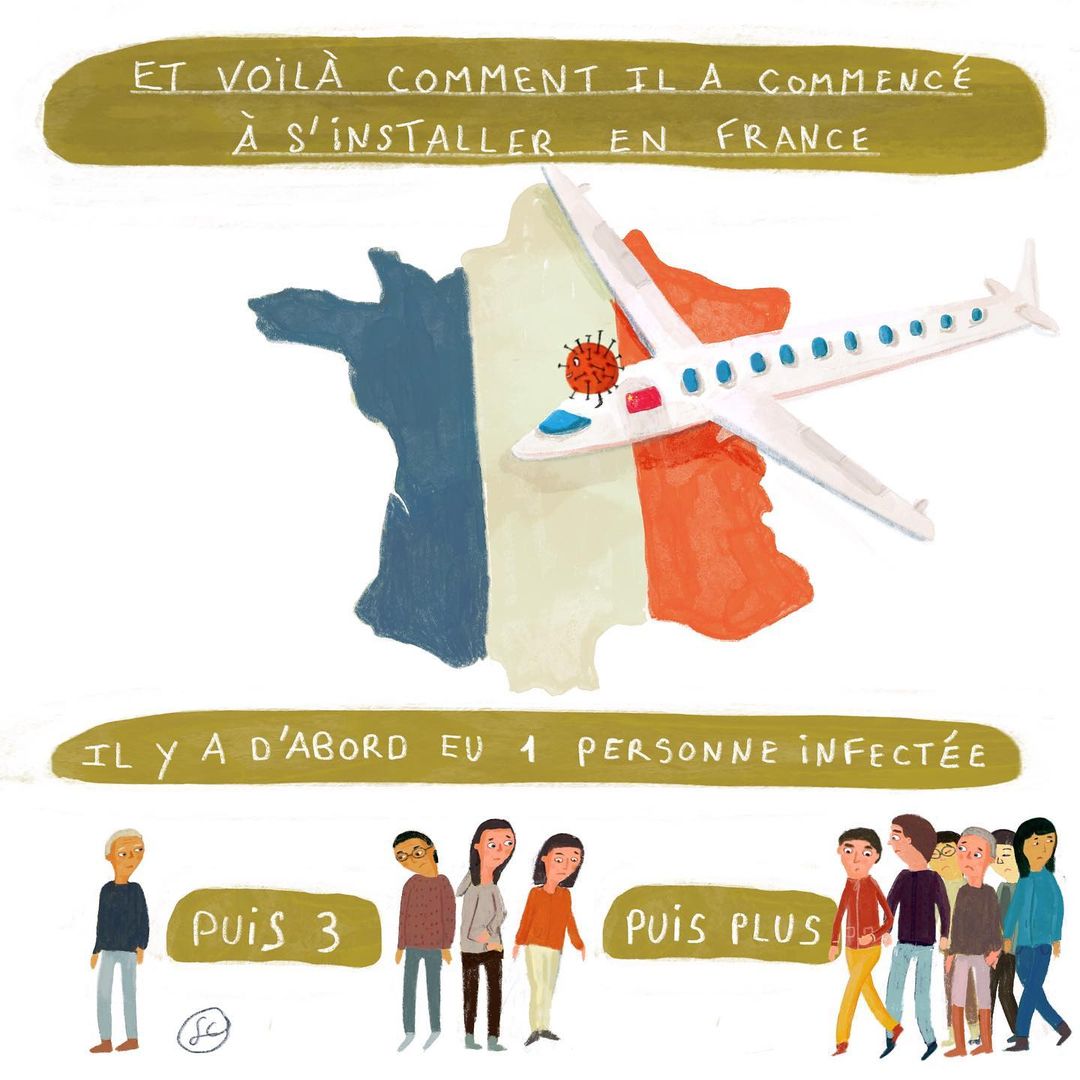 ET VOILÀ COMMENT IL A COMMENCÉ
À S'INSTALLER EN FRANCE
IL Y A D'ABORD EU 1 PERSONNE INFECTÉE
PUIS 3
PUIS PLUS